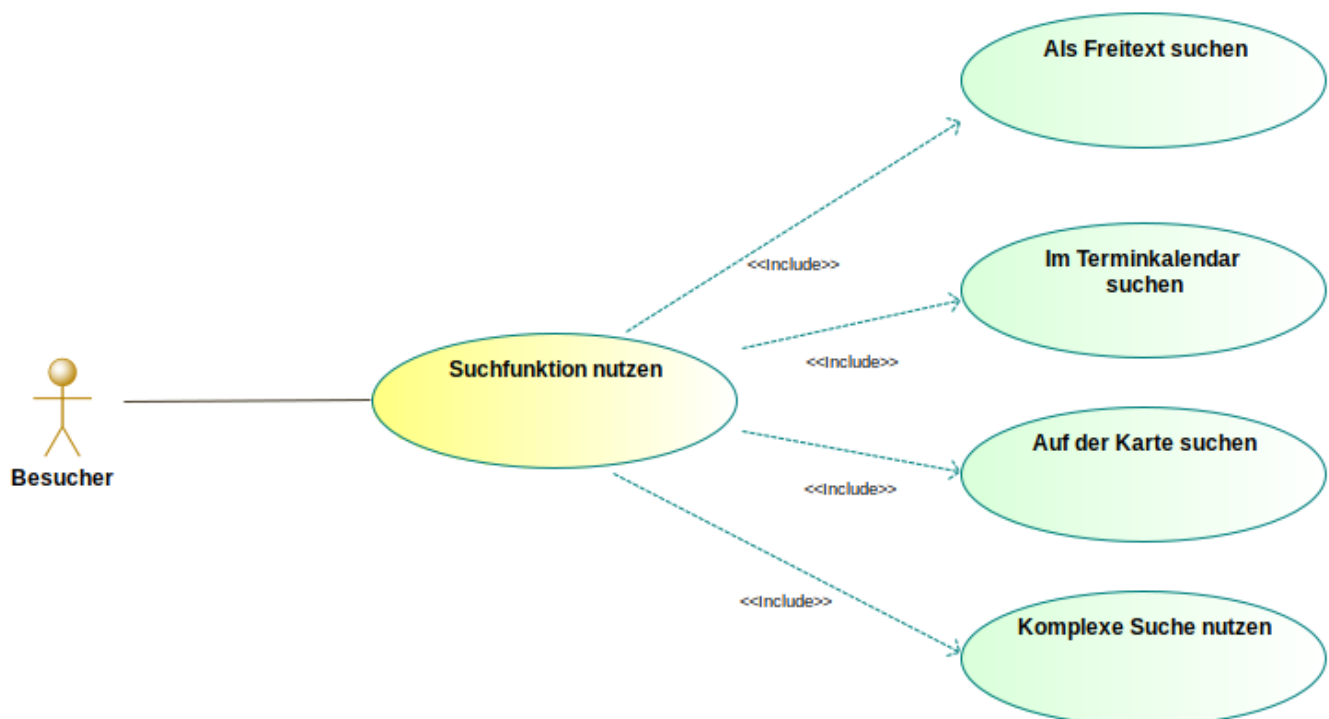 Als Freitext suchen
<<Include>>
Im Terminkalendar
suchen
<<Include>>
Suchfunktion nutzen
Besucher
Auf der Karte suchen
<<Include>>
<<Include>>
Komplexe Suche nutzen